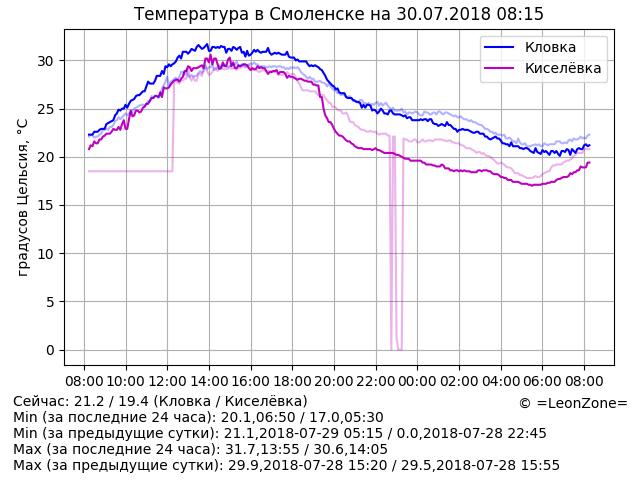 Температура в Смоленске на 30.07.2018 08:15
Кловка
Киселёвка
градусов Цельсия, °C
30
25
20
15
10
5
0
08:00 10:00 12:00 14:00 16:00 18:00 20:00 22:00 00:00 02:00 04:00 06:00 08:00
Сейчас: 21.2 / 19.4 (Кловка / Киселёвка)
© =LeonZone=
Min (за последние 24 часа): 20.1,06:50 / 17.0,05:30
Min (за предыдущие сутки): 21.1,2018-07-29 05:15 / 0.0,2018-07-28 22:45
Max (за последние 24 часа): 31.7,13:55 / 30.6,14:05
Max (за предыдущие сутки): 29.9,2018-07-28 15:20 / 29.5,2018-07-28 15:55